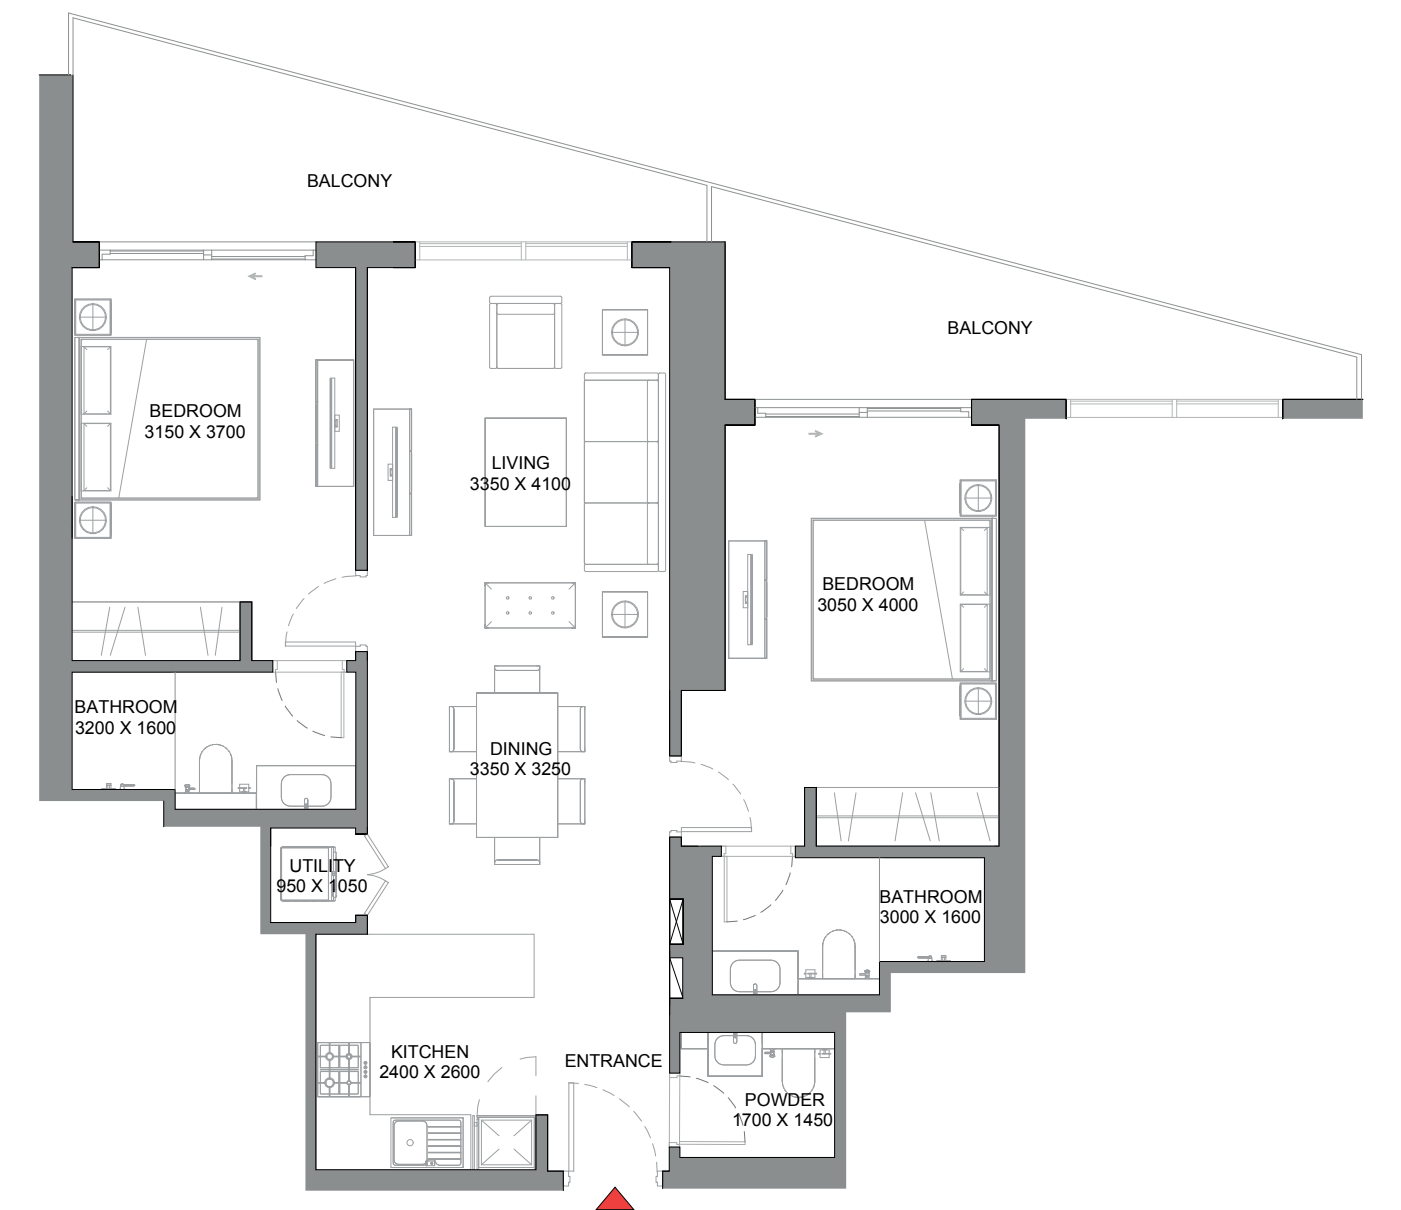 BALCONY
BALCONY
BEDROOM
3150 X 3700
LIVING
3350 X 4100
BEDROOM
3050 X 4000
BATHROOM
3200 X 1600
DINING
3350 X 3250
UTILITY
950 X 1050
BATHROOM
3000 X 1600
KITCHEN
2400 X 2600
ENTRANCE
POWDER
1700 X 1450